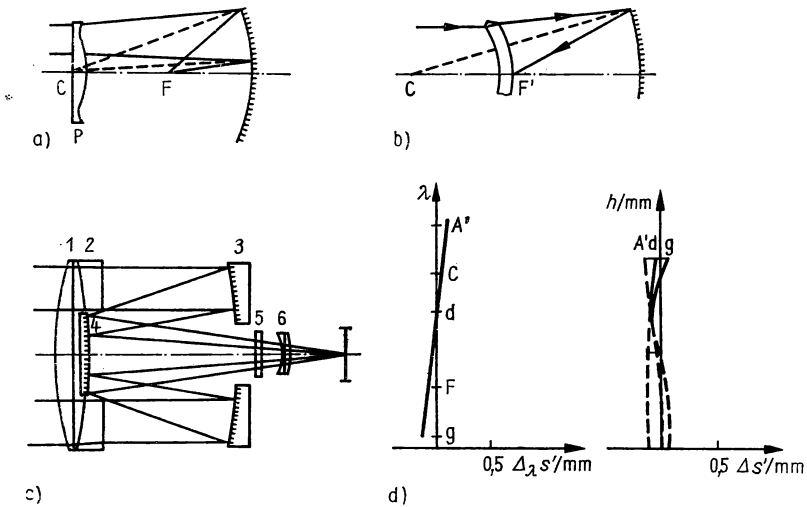 C
F
P
a)
C
F'
b)
1 2
3
4
5
6
c)
λ
A'
C
d
F
g
0,5 Δλs'/mm
h/mm
A'd g
0,5 Δs'/mm
d)